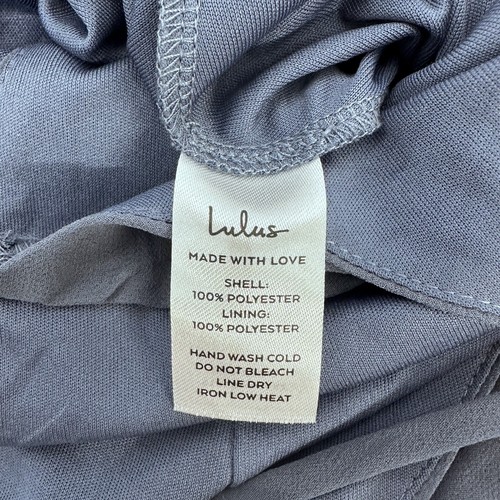 Lulus
MADE WITH LOVE
SHELL:
100% POLYESTER
LINING:
100% POLYESTER
HAND WASH COLD
DO NOT BLEACH
LINE DRY
IRON LOW HEAT